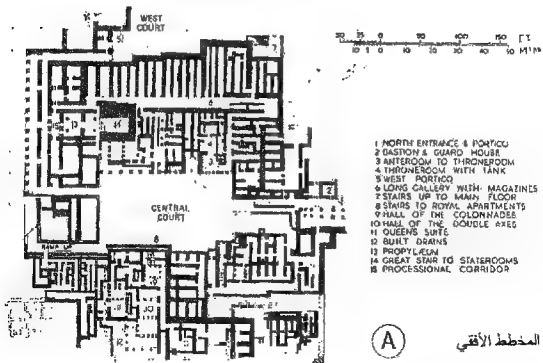 WEST
COURT
CENTRAL
COURT
1 NORTH ENTRANCE & PORTICO
2 BASTION & GUARD HOUSE
3 ANTEROOM TO THRONEROOM
4 THRONEROOM WITH TANK
5 WEST PORTICO
6 LONG GALLERY WITH MAGAZINES
7 STAIRS UP TO MAIN FLOOR
8 STAIRS TO ROYAL APARTMENTS
9 HALL OF THE COLONNADES
10 HALL OF THE DOUBLE AXES
11 QUEENS SUITE
12 BUILT DRAINS
13 PROPYLÆUM
14 GREAT STAIR TO STATEROOMS
15 PROCESSIONAL CORRIDOR
A
المخطط الأفقي